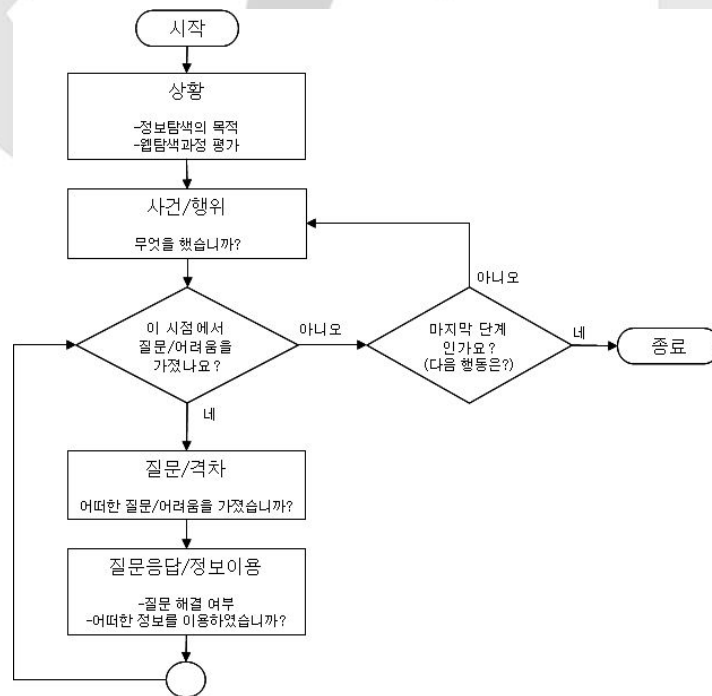 시작
상황
-정보탐색의 목적
-웹탐색과정 평가
사건/행위
무엇을 했습니까?
아니오
이 시점에서
질문/어려움을
가졌나요?
아니오
마지막 단계
인가요?
(다음 행동은?)
네
종료
네
질문/격차
어떠한 질문/어려움을 가졌습니까?
질문응답/정보이용
-질문 해결 여부
-어떠한 정보를 이용하였습니까?